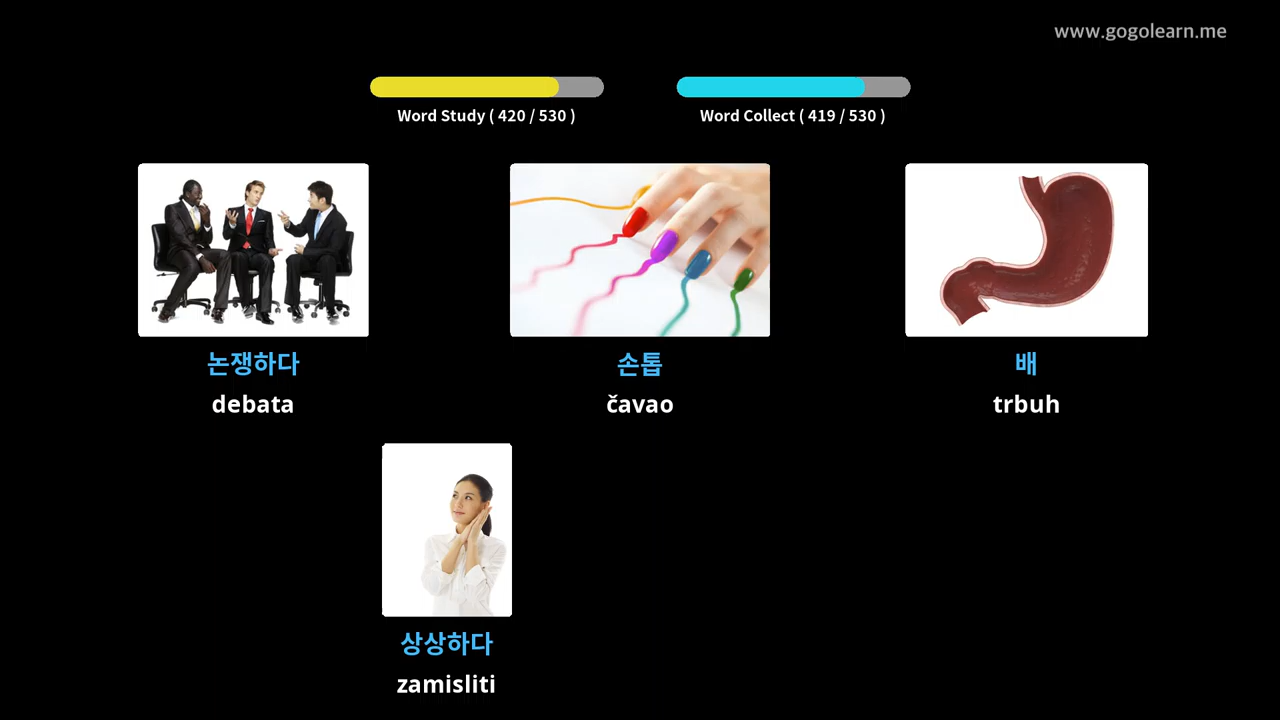 www.gogolearn.me
Word Study ( 420 / 530 )
Word Collect ( 419 / 530 )
논쟁하다
debata
손톱
čavao
배
trbuh
상상하다
zamisliti